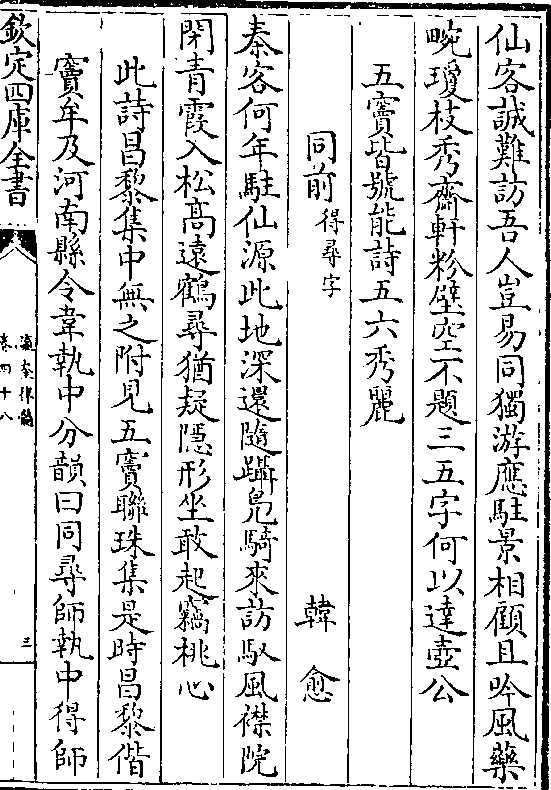 仙客誠難訪吾人豈易同獨游應駐景相顧且吟風藥
畹瓊枝秀齋軒粉壁空不題三五字何以達壺公
五竇皆號能詩五六秀麗
同前得尋字
韓愈
秦客何年駐仙源此地深還隨躡鳬騎來訪馭風襟院
閉青霞入松髙遠鶴尋猶疑隠形坐敢起竊桃心
此詩昌黎集中無之附見五竇聯珠集是時昌黎偕
竇牟及河南縣令韋執中分韻曰同尋師執中得師
欽定四庫全書
瀛奎律髓
卷四十八
三